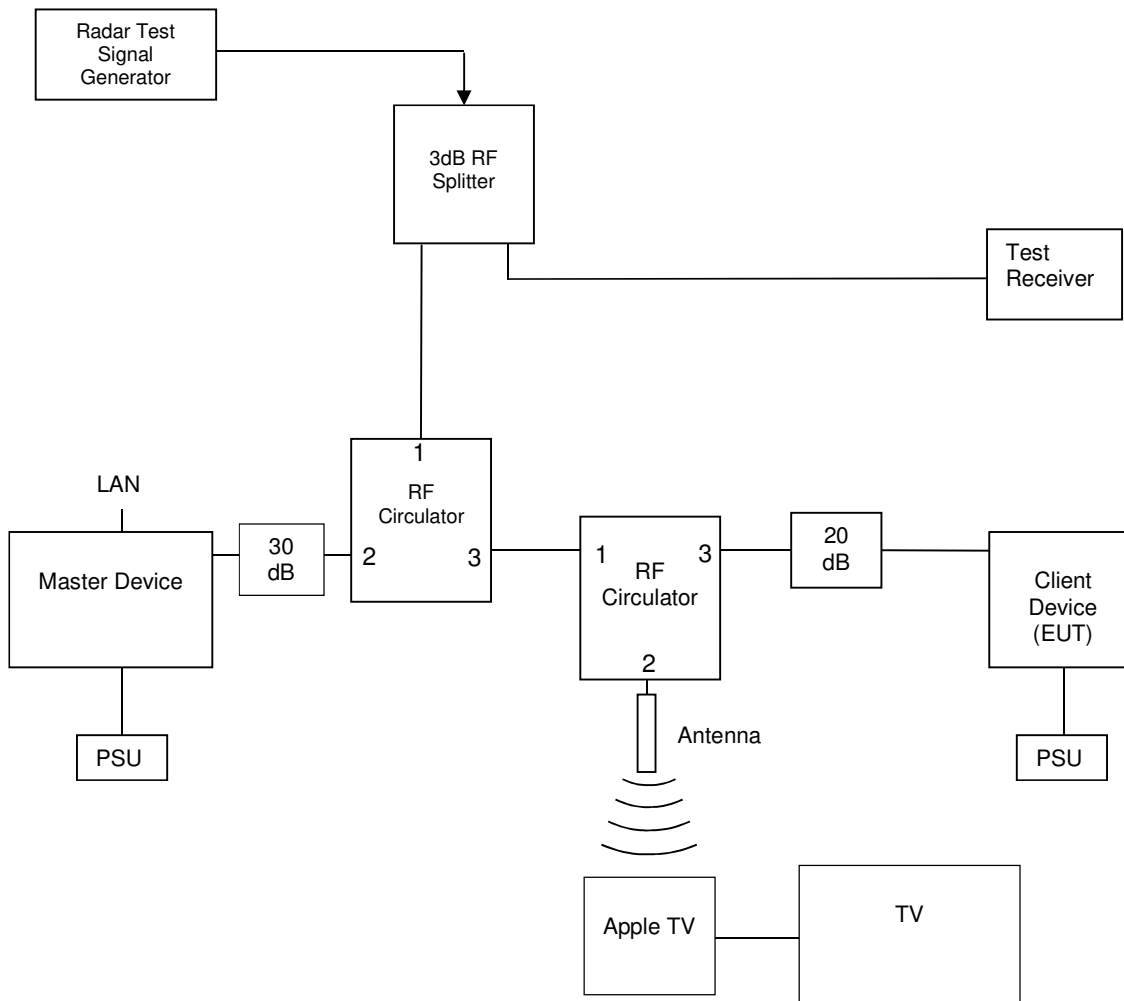 Radar Test
Signal
Generator
3dB RF
Splitter
Test
Receiver
1
RF
Circulator
2
3
LAN
Master Device
30
dB
1
3
RF
Circulator
2
20
dB
Client
Device
(EUT)
Antenna
PSU
PSU
Apple TV
TV